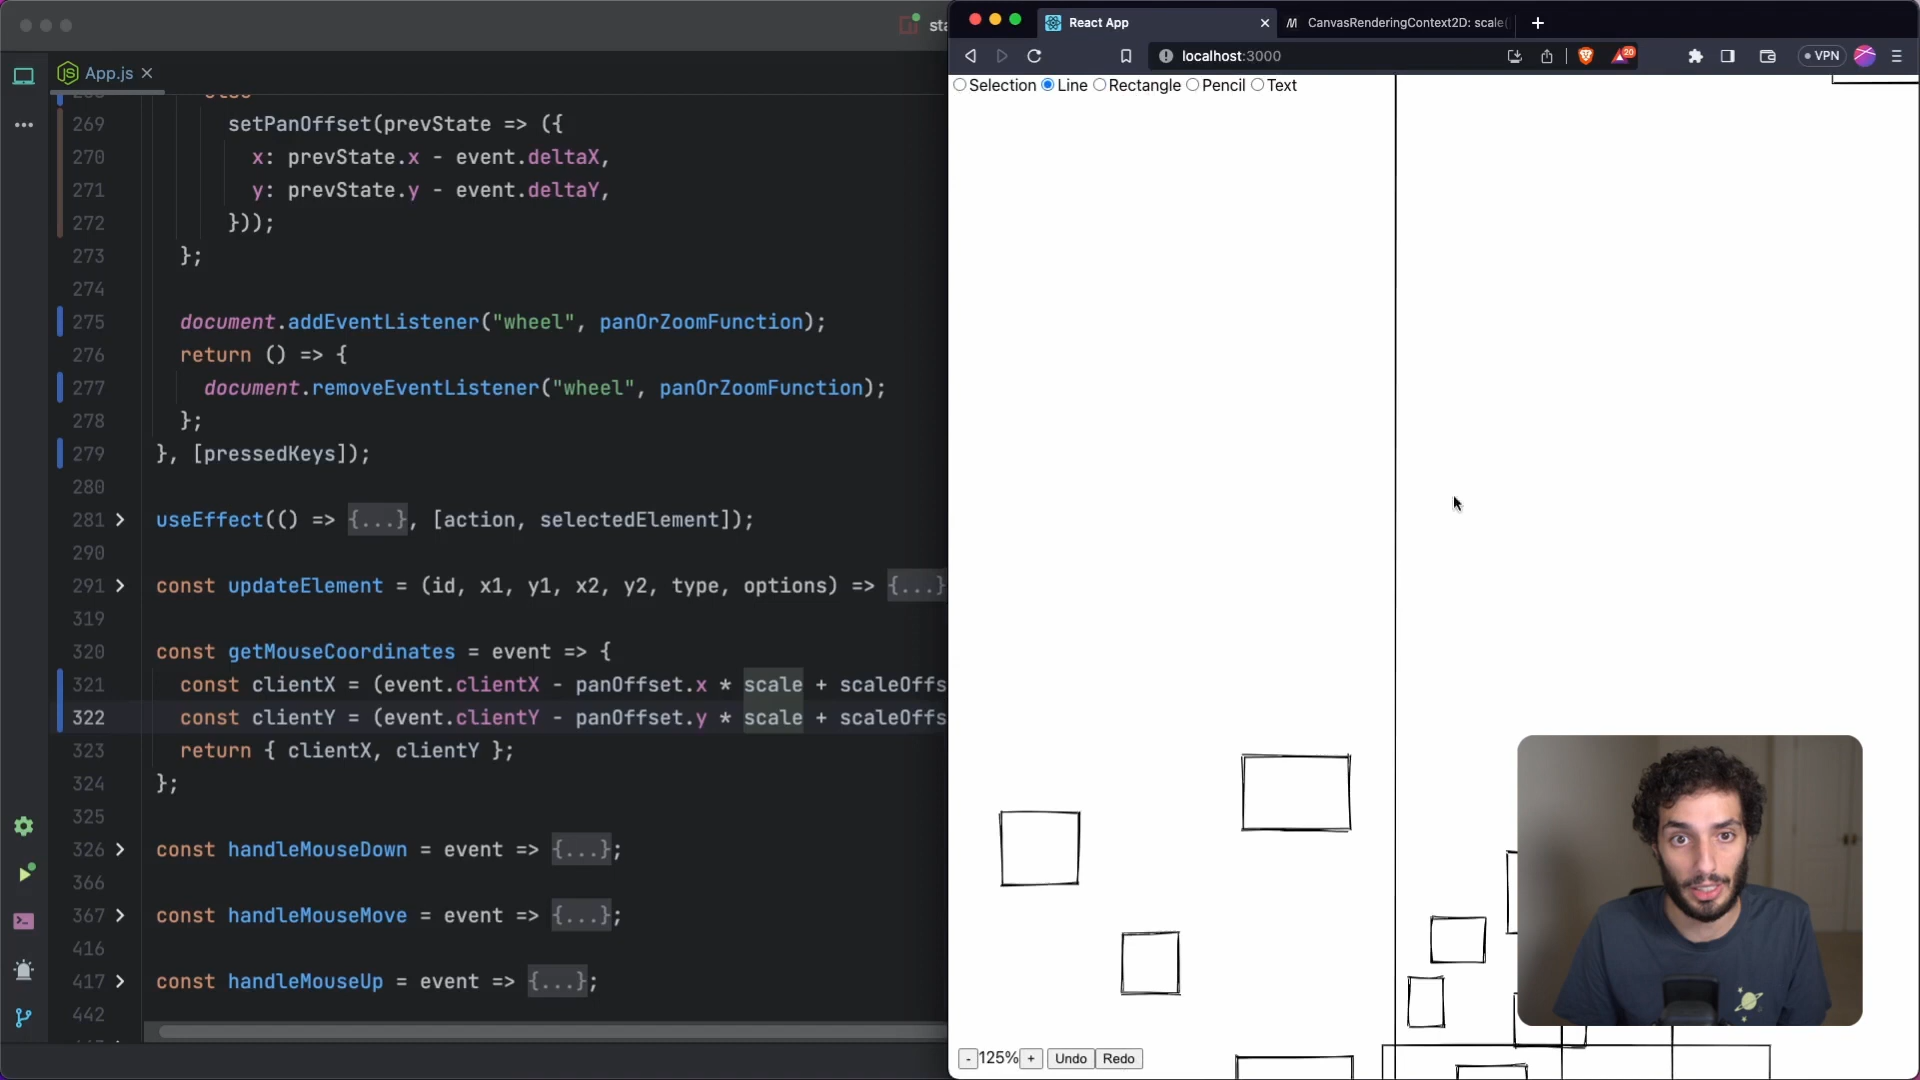 sta
App.js
269 setPanOffset(prevState => ({
270 x: prevState.x - event.deltaX,
271 y: prevState.y - event.deltaY,
272 }));
273 };
274
275 document.addEventListener("wheel", panOrZoomFunction);
276 return () => {
277 document.removeEventListener("wheel", panOrZoomFunction);
278 };
279 }, [pressedKeys]);
280
281 useEffect(() => {...}, [action, selectedElement]);
290
291 const updateElement = (id, x1, y1, x2, y2, type, options) => {...}
319
320 const getMouseCoordinates = event => {
321 const clientX = (event.clientX - panOffset.x * scale + scaleOffs
322 const clientY = (event.clientY - panOffset.y * scale + scaleOffs
323 return { clientX, clientY };
324 };
325
326 const handleMouseDown = event => {...};
366
367 const handleMouseMove = event => {...};
416
417 const handleMouseUp = event => {...};
442
React App
CanvasRenderingContext2D: scale(
localhost:3000
20
VPN
Selection Line Rectangle Pencil Text
- 125% + Undo Redo